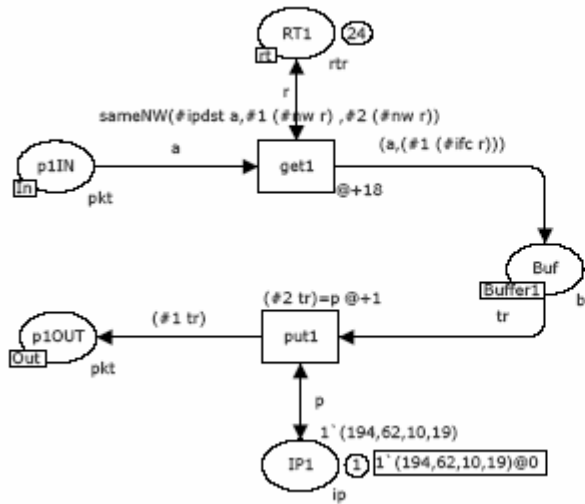 RT1
24
rt
rtr
r
sameNW(#ipdst a,#1 (#nw r) ,#2 (#nw r))
p1IN
a
get1
(a,(#1 (#ifc r)))
In
pkt
@+18
Buf
Buffer1
b
(#2 tr)=p @+1
tr
p1OUT
(#1 tr)
put1
Out
pkt
p
1`(194,62,10,19)
IP1
1
1`(194,62,10,19)@0
ip